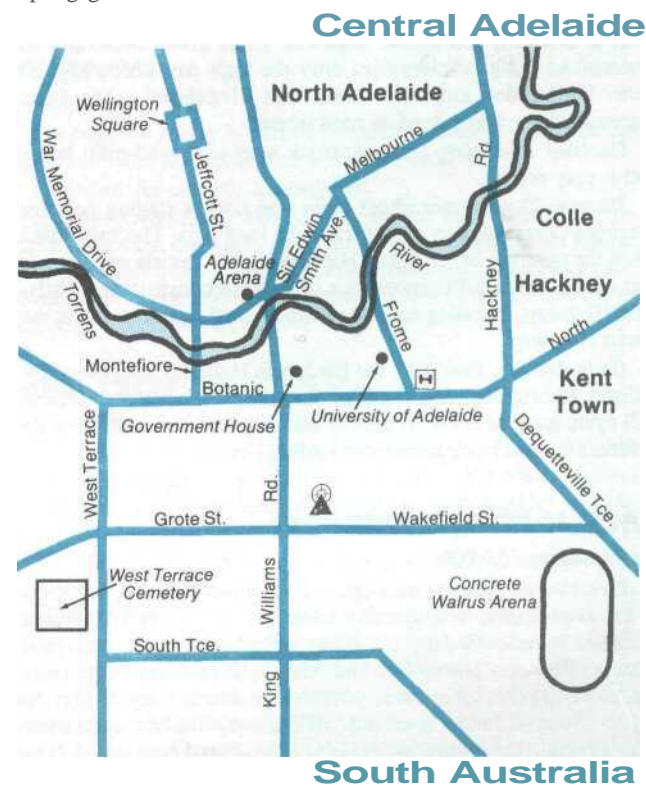 Central Adelaide
North Adelaide
Wellington
Square
Jeffcott St.
War Memorial Drive
Melbourne
Rd
Hackney
Colle
Hackney
Adelaide
Arena
Sir Edwin
Smith Ave.
River
Torrens
Frome
North
Montefiore
Botanic
H
Kent
Town
Government House
University of Adelaide
West Terrace
Dequetteville Tce.
Rd.
Grote St.
Wakefield St.
West Terrace
Cemetery
Williams
Concrete
Walrus Arena
South Tce.
King
South Australia